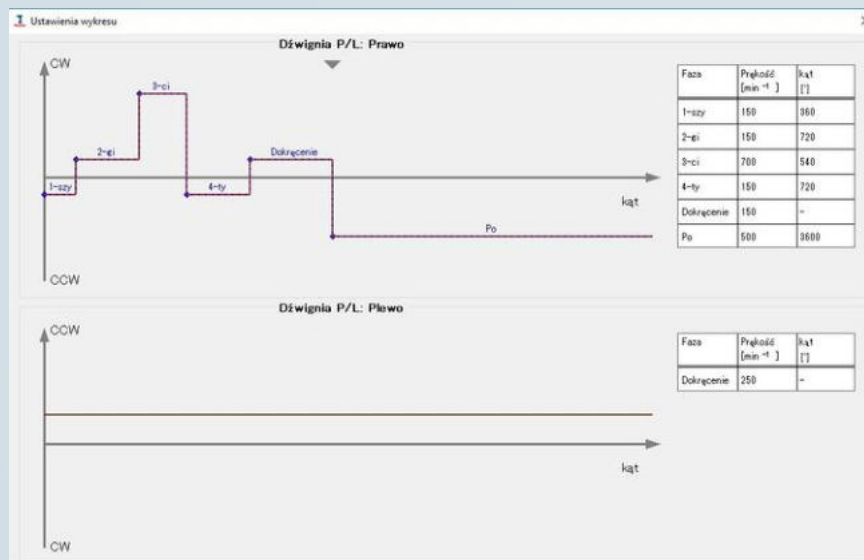 Ustawienia wykresu
Dźwignia P/L: Prawo
CW
3-ci
2-gi
Dokręcenie
1-szy
4-ty
kąt
Po
CCW
Faza Prękość [min⁻¹ ] kąt [°]
1-szy 150 360
2-gi 150 720
3-ci 700 540
4-ty 150 720
Dokręcenie 150 -
Po 500 3600
Dźwignia P/L: Plewo
CCW
kąt
CW
Faza Prękość [min⁻¹ ] kąt [°]
Dokręcenie 250 -